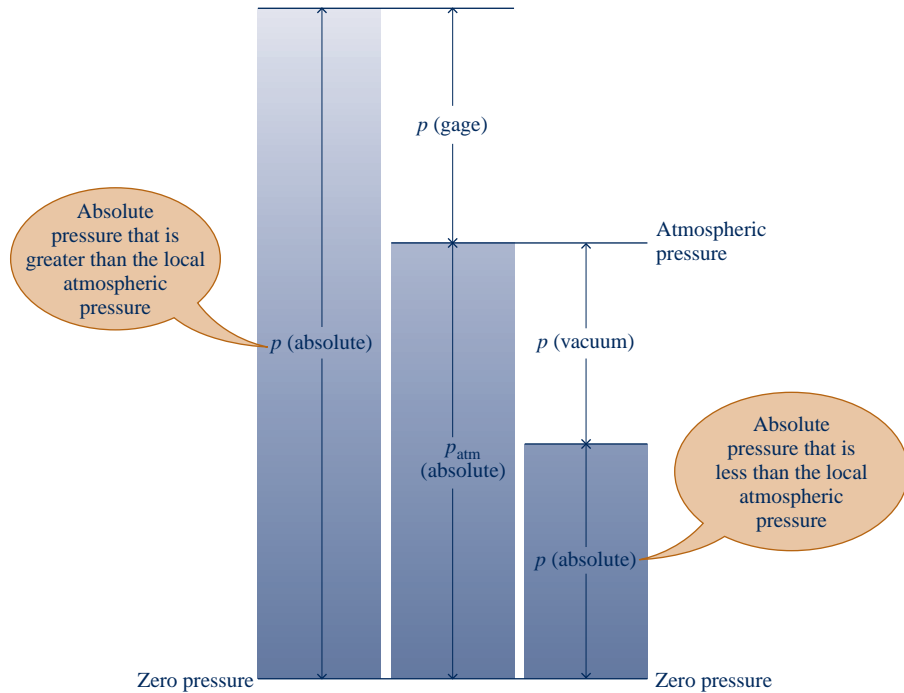 p (gage)
Absolute
pressure that is
greater than the local
atmospheric
pressure
Atmospheric
pressure
p (absolute)
p (vacuum)
p_atm
(absolute)
Absolute
pressure that is
less than the local
atmospheric
pressure
p (absolute)
Zero pressure
Zero pressure